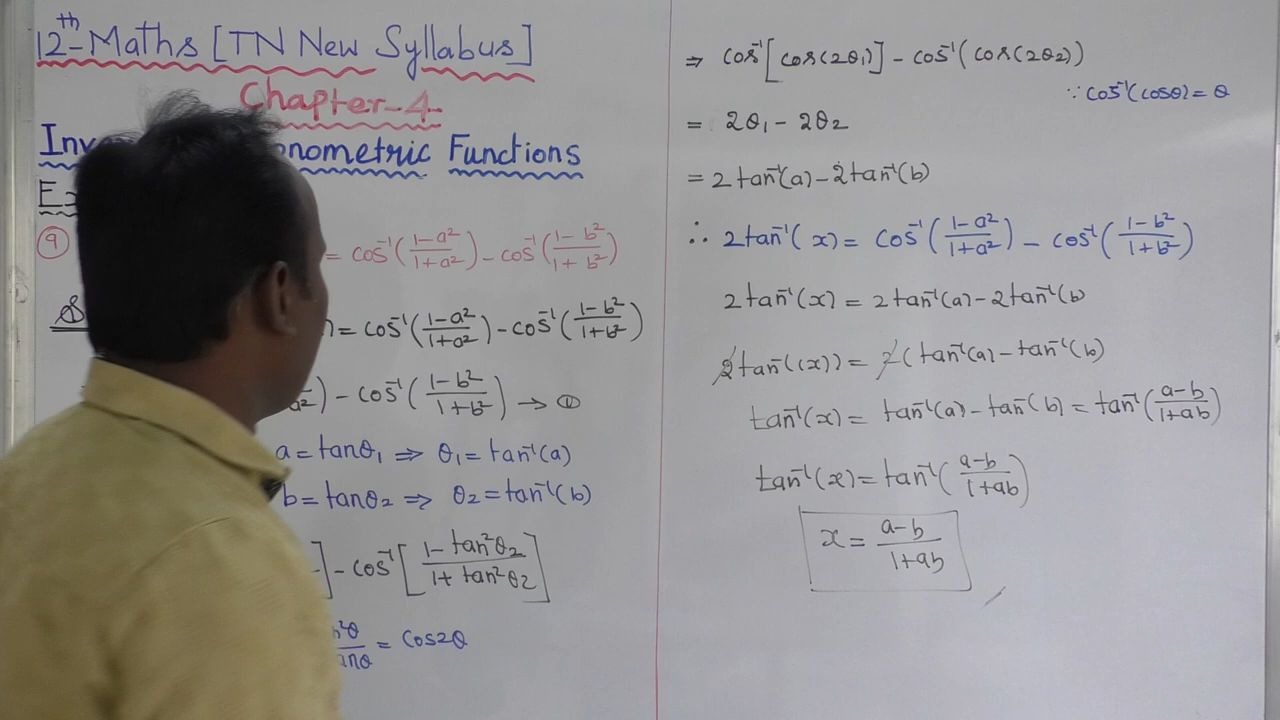 12th-Maths [TN New Syllabus]
Chapter-4
Functions
9 = cos⁻¹(1-a²/1+a²) - cos⁻¹(1-b²/1+b²)
) = cos⁻¹(1-a²/1+a²) - cos⁻¹(1-b²/1+b²)
a²) - cos⁻¹(1-b²/1+b²) → ①
a = tanθ₁ ⇒ θ₁ = tan⁻¹(a)
b = tanθ₂ ⇒ θ₂ = tan⁻¹(b)
] - cos⁻¹[1-tan²θ₂/1+tan²θ₂]
= cos2θ
⇒ cos⁻¹[cos(2θ₁)] - cos⁻¹(cos(2θ₂))
∵ cos⁻¹(cosθ) = θ
= 2θ₁ - 2θ₂
= 2tan⁻¹(a) - 2tan⁻¹(b)
∴ 2tan⁻¹(x) = cos⁻¹(1-a²/1+a²) - cos⁻¹(1-b²/1+b²)
2tan⁻¹(x) = 2tan⁻¹(a) - 2tan⁻¹(b)
2tan⁻¹((x)) = 2(tan⁻¹(a) - tan⁻¹(b)
tan⁻¹(x) = tan⁻¹(a) - tan⁻¹(b) = tan⁻¹(a-b/1+ab)
tan⁻¹(x) = tan⁻¹(a-b/1+ab)
x = a-b/1+ab